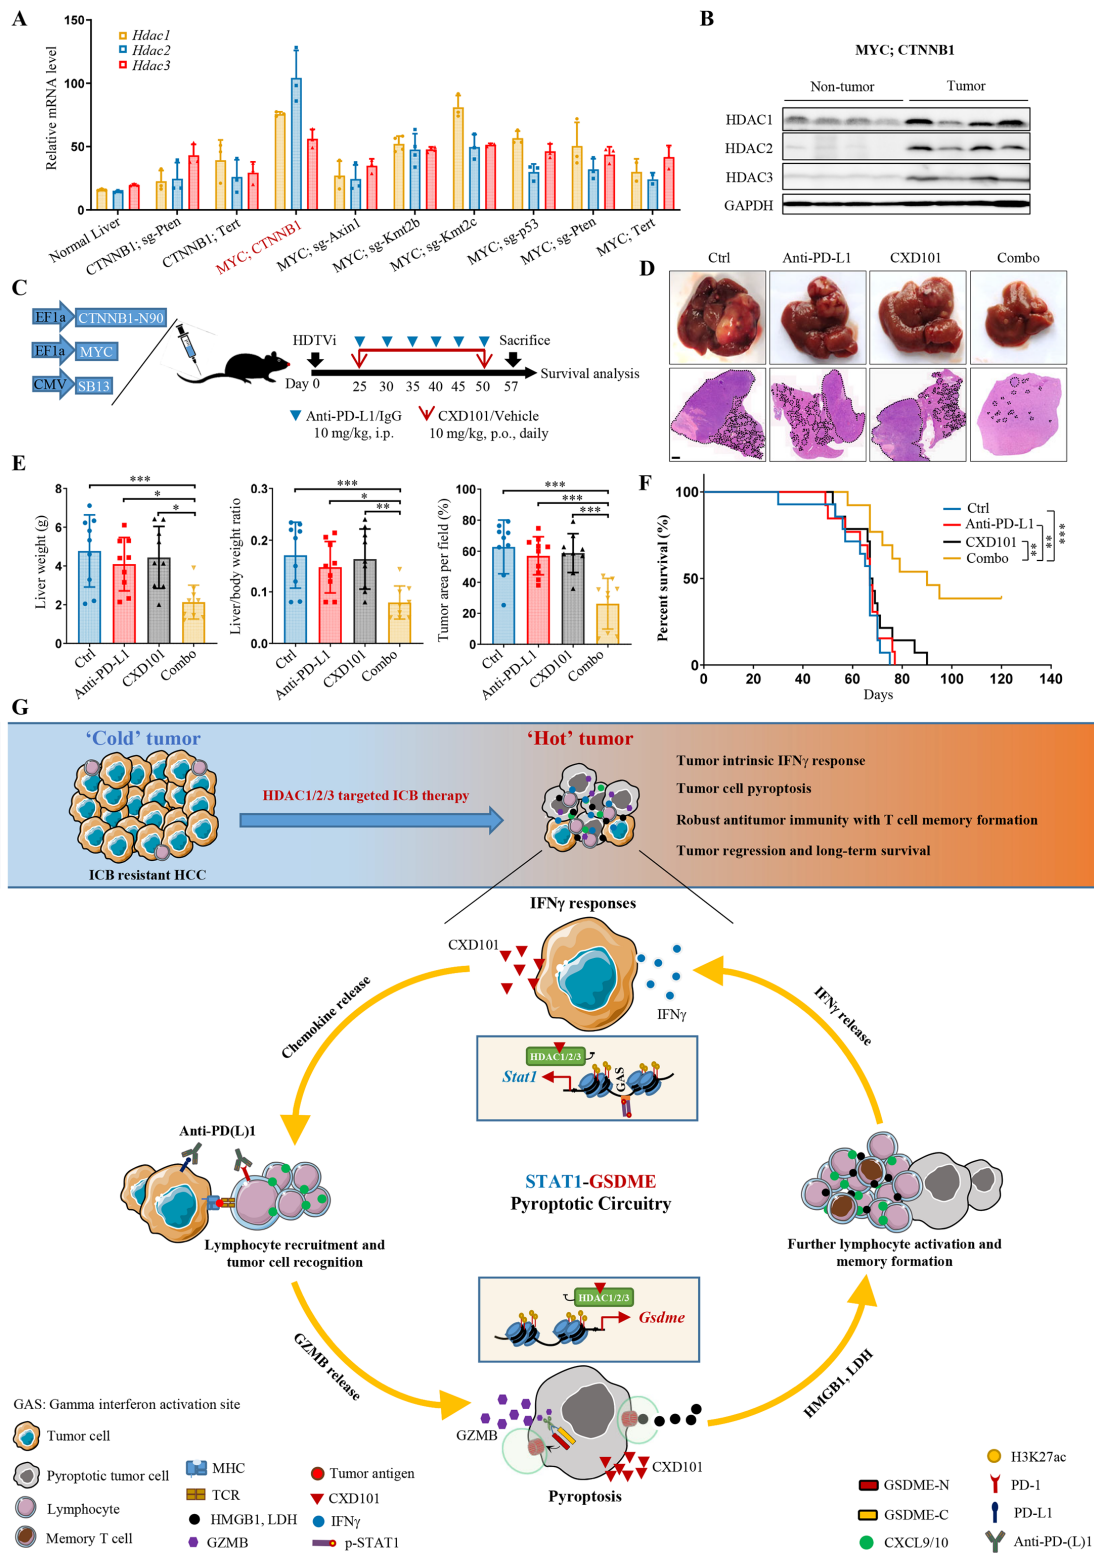 A
150
100
50
0
Relative mRNA level
Hdac1
Hdac2
Hdac3
Normal Liver
CTNNB1; sg-Pten
CTNNB1; Tert
MYC; CTNNB1
MYC; sg-Axin1
MYC; sg-Kmt2b
MYC; sg-Kmt2c
MYC; sg-p53
MYC; sg-Pten
MYC; Tert
B
MYC; CTNNB1
Non-tumor Tumor
HDAC1
HDAC2
HDAC3
GAPDH
C
EF1a CTNNB1-N90
EF1a MYC
CMV SB13
HDTVi Sacrifice
Survival analysis
Day 0 25 30 35 40 45 50 57
Anti-PD-L1/IgG
10 mg/kg, i.p.
CXD101/Vehicle
10 mg/kg, p.o., daily
D
Ctrl Anti-PD-L1 CXD101 Combo
E
Liver weight (g)
8
6
4
2
0
***
*
*
Ctrl
Anti-PD-L1
CXD101
Combo
Liver/body weight ratio
0.3
0.2
0.1
0.0
***
*
**
Ctrl
Anti-PD-L1
CXD101
Combo
Tumor area per field (%)
100
80
60
40
20
0
***
***
***
Ctrl
Anti-PD-L1
CXD101
Combo
F
Percent survival (%)
100
50
0
0 20 40 60 80 100 120 140
Days
Ctrl
Anti-PD-L1
CXD101
Combo
**
**
***
G
‘Cold’ tumor
ICB resistant HCC
HDAC1/2/3 targeted ICB therapy
‘Hot’ tumor
Tumor intrinsic IFNγ response
Tumor cell pyroptosis
Robust antitumor immunity with T cell memory formation
Tumor regression and long-term survival
IFNγ responses
CXD101
IFNγ
Chemokine release
IFNγ release
HDAC1/2/3
Stat1
GAS
Anti-PD(L)1
STAT1-GSDME
Pyroptotic Circuitry
Lymphocyte recruitment and
tumor cell recognition
Further lymphocyte activation and
memory formation
HDAC1/2/3
Gsdme
GZMB release
HMGB1, LDH
GZMB
CXD101
Pyroptosis
GAS: Gamma interferon activation site
Tumor cell
Pyroptotic tumor cell
Lymphocyte
Memory T cell
MHC
TCR
HMGB1, LDH
GZMB
Tumor antigen
CXD101
IFNγ
p-STAT1
GSDME-N
GSDME-C
CXCL9/10
H3K27ac
PD-1
PD-L1
Anti-PD-(L)1